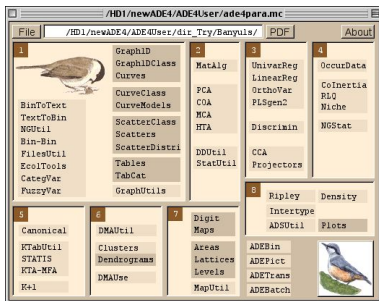 /HD1/newADE4/ADE4User/ade4para.mc
File
/HD1/newADE4/ADE4User/dir_Try/Banyuls/
PDF
About
1
Graph1D
Graph1DClass
Curves
CurveClass
CurveModels
ScatterClass
Scatters
ScatterDistri
Tables
TabCat
GraphUtils
BinToText
TextToBin
NGUtil
Bin-Bin
FilesUtil
EcolTools
CategVar
FuzzyVar
2
MatAlg
PCA
COA
MCA
HTA
DDUtil
StatUtil
3
UnivarReg
LinearReg
OrthoVar
PLSgen2
Discrimin
CCA
Projectors
4
OccurData
CoInertia
RLQ
Niche
NGStat
5
Canonical
KTabUtil
STATIS
KTA-MFA
K+1
6
DMAUtil
Clusters
Dendrograms
DMAUse
7
Digit
Maps
Areas
Lattices
Levels
MapUtil
8
Ripley
Density
Intertype
ADSUtil
Plots
ADEBin
ADEPict
ADETrans
ADEBatch